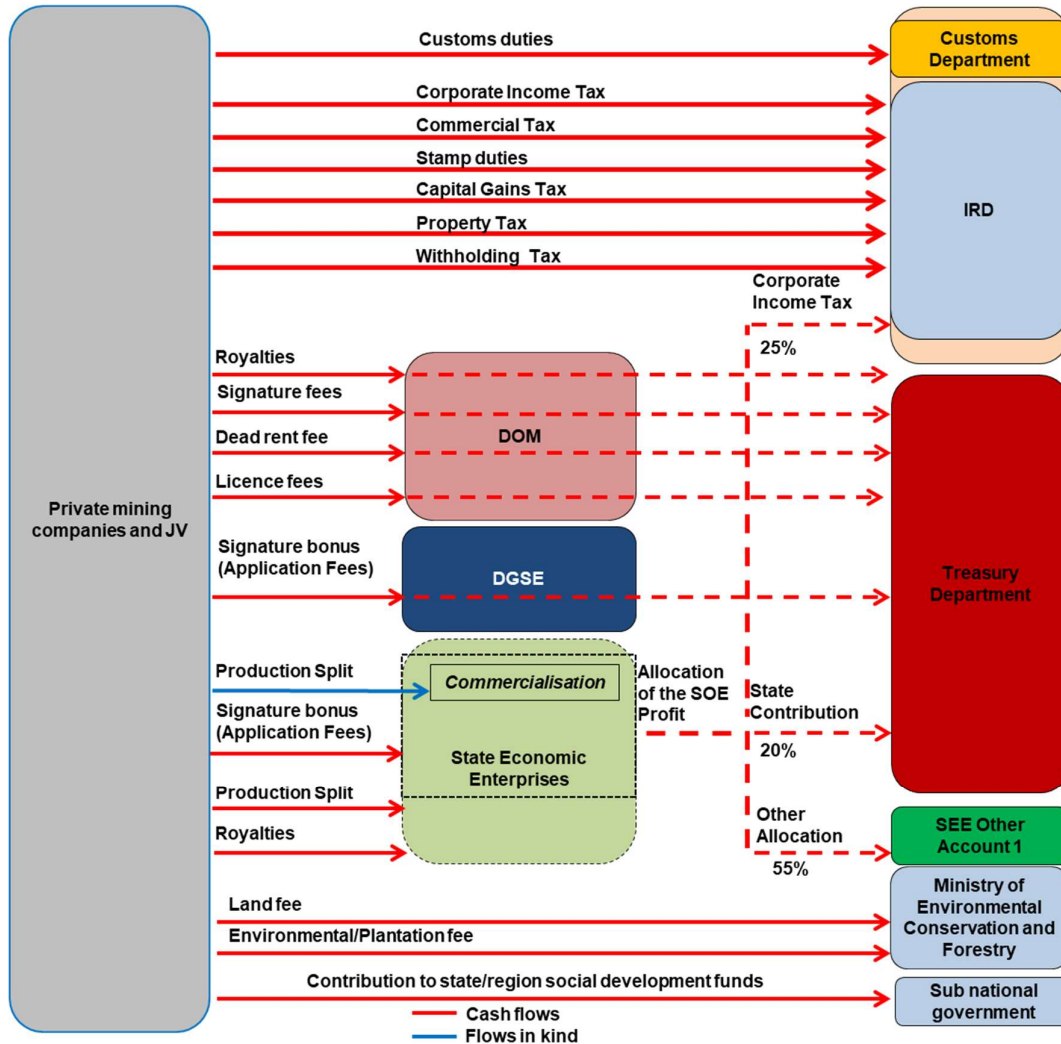 Customs duties
Customs
Department
Corporate Income Tax
Commercial Tax
Stamp duties
Capital Gains Tax
Property Tax
Withholding Tax
IRD
Corporate
Income Tax
25%
Royalties
Signature fees
Dead rent fee
Licence fees
DOM
Private mining
companies and JV
Signature bonus
(Application Fees)
DGSE
Treasury
Department
Production Split
Commercialisation
Signature bonus
(Application Fees)
State Economic
Enterprises
Production Split
Royalties
Allocation
of the SOE
Profit
State
Contribution
20%
Other
Allocation
55%
SEE Other
Account 1
Land fee
Environmental/Plantation fee
Ministry of
Environmental
Conservation and
Forestry
Contribution to state/region social development funds
Sub national
government
Cash flows
Flows in kind